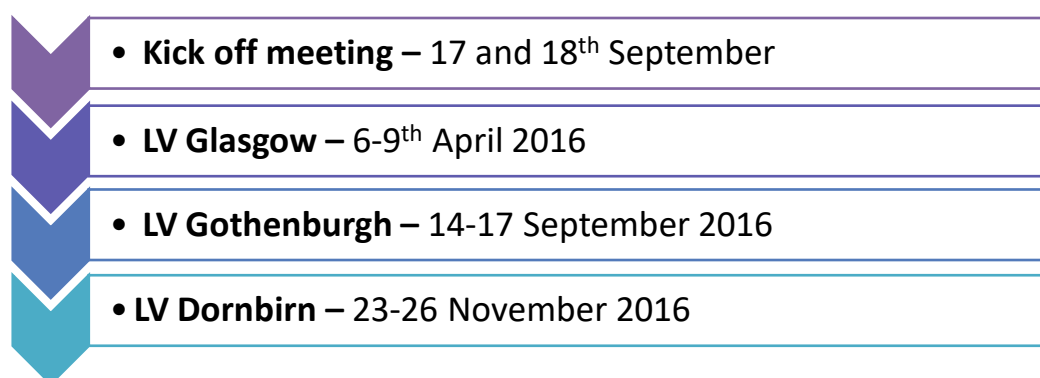 • Kick off meeting – 17 and 18th September
• LV Glasgow – 6-9th April 2016
• LV Gothenburgh – 14-17 September 2016
• LV Dornbirn – 23-26 November 2016